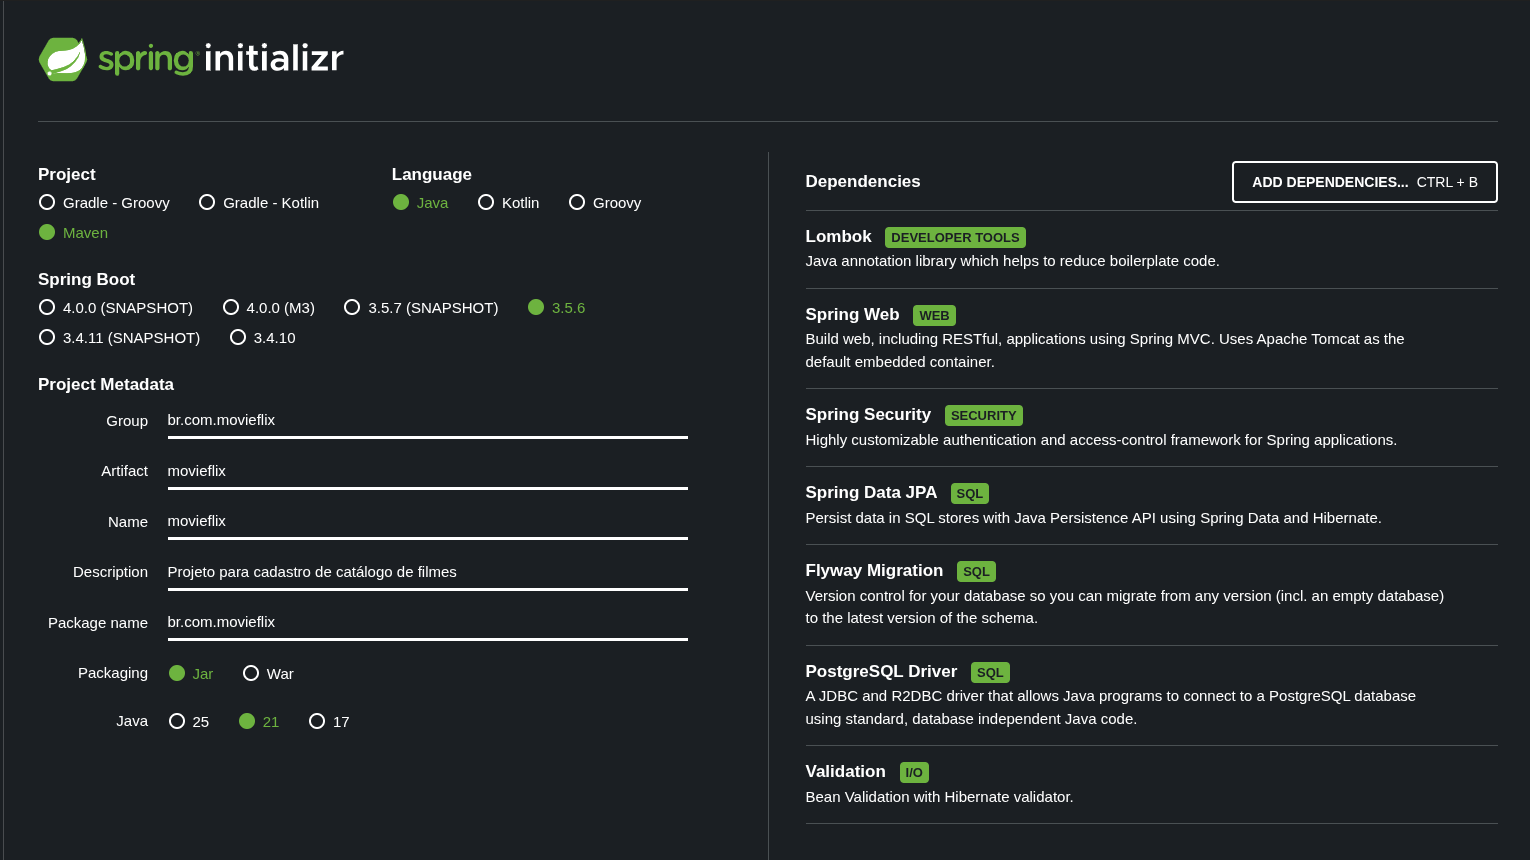 spring initializr
Project
Gradle - Groovy Gradle - Kotlin
Maven
Language
Java Kotlin Groovy
Spring Boot
4.0.0 (SNAPSHOT) 4.0.0 (M3) 3.5.7 (SNAPSHOT) 3.5.6
3.4.11 (SNAPSHOT) 3.4.10
Project Metadata
Group br.com.movieflix
Artifact movieflix
Name movieflix
Description Projeto para cadastro de catálogo de filmes
Package name br.com.movieflix
Packaging Jar War
Java 25 21 17
Dependencies ADD DEPENDENCIES... CTRL + B
Lombok DEVELOPER TOOLS
Java annotation library which helps to reduce boilerplate code.
Spring Web WEB
Build web, including RESTful, applications using Spring MVC. Uses Apache Tomcat as the
default embedded container.
Spring Security SECURITY
Highly customizable authentication and access-control framework for Spring applications.
Spring Data JPA SQL
Persist data in SQL stores with Java Persistence API using Spring Data and Hibernate.
Flyway Migration SQL
Version control for your database so you can migrate from any version (incl. an empty database)
to the latest version of the schema.
PostgreSQL Driver SQL
A JDBC and R2DBC driver that allows Java programs to connect to a PostgreSQL database
using standard, database independent Java code.
Validation I/O
Bean Validation with Hibernate validator.